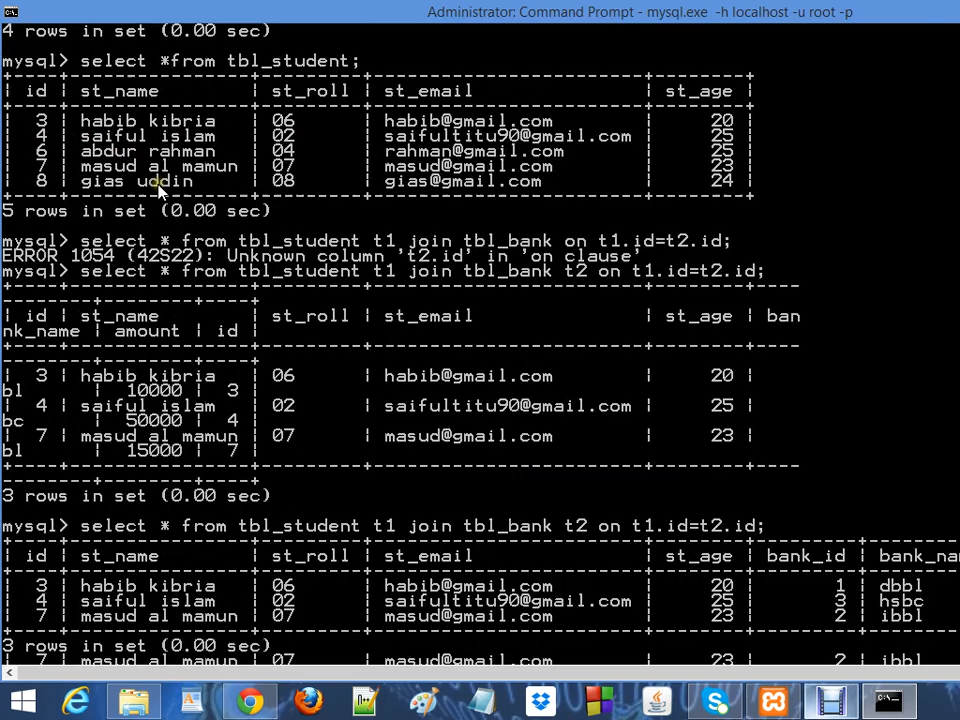 Administrator: Command Prompt - mysql.exe -h localhost -u root -p
4 rows in set (0.00 sec)
mysql> select *from tbl_student;
| id | st_name | st_roll | st_email | st_age |
| 3 | habib kibria | 06 | habib@gmail.com | 20 |
| 4 | saiful islam | 02 | saifultitu90@gmail.com | 25 |
| 6 | abdur rahman | 04 | rahman@gmail.com | 25 |
| 7 | masud al mamun | 07 | masud@gmail.com | 23 |
| 8 | gias uddin | 08 | gias@gmail.com | 24 |
5 rows in set (0.00 sec)
mysql> select * from tbl_student t1 join tbl_bank on t1.id=t2.id;
ERROR 1054 (42S22): Unknown column 't2.id' in 'on clause'
mysql> select * from tbl_student t1 join tbl_bank t2 on t1.id=t2.id;
| id | st_name | st_roll | st_email | st_age | ban
nk_name | amount | id |
| 3 | habib kibria | 06 | habib@gmail.com | 20 |
bl | 10000 | 3 |
| 4 | saiful islam | 02 | saifultitu90@gmail.com | 25 |
bc | 50000 | 4 |
| 7 | masud al mamun | 07 | masud@gmail.com | 23 |
bl | 15000 | 7 |
3 rows in set (0.00 sec)
mysql> select * from tbl_student t1 join tbl_bank t2 on t1.id=t2.id;
| id | st_name | st_roll | st_email | st_age | bank_id | bank_na
| 3 | habib kibria | 06 | habib@gmail.com | 20 | 1 | dbbl
| 4 | saiful islam | 02 | saifultitu90@gmail.com | 25 | 3 | hsbc
| 7 | masud al mamun | 07 | masud@gmail.com | 23 | 2 | ibbl
3 rows in set (0.00 sec)
| 7 | masud al mamun | 07 | masud@gmail.com | 23 | 2 | ibbl